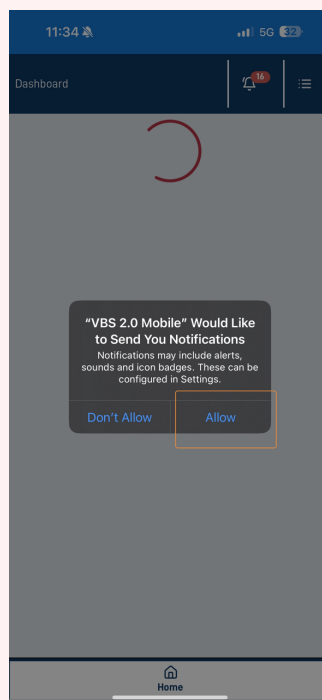 11:34 5G 32
Dashboard 16
“VBS 2.0 Mobile” Would Like
to Send You Notifications
Notifications may include alerts,
sounds and icon badges. These can be
configured in Settings.
Don’t Allow Allow
Home